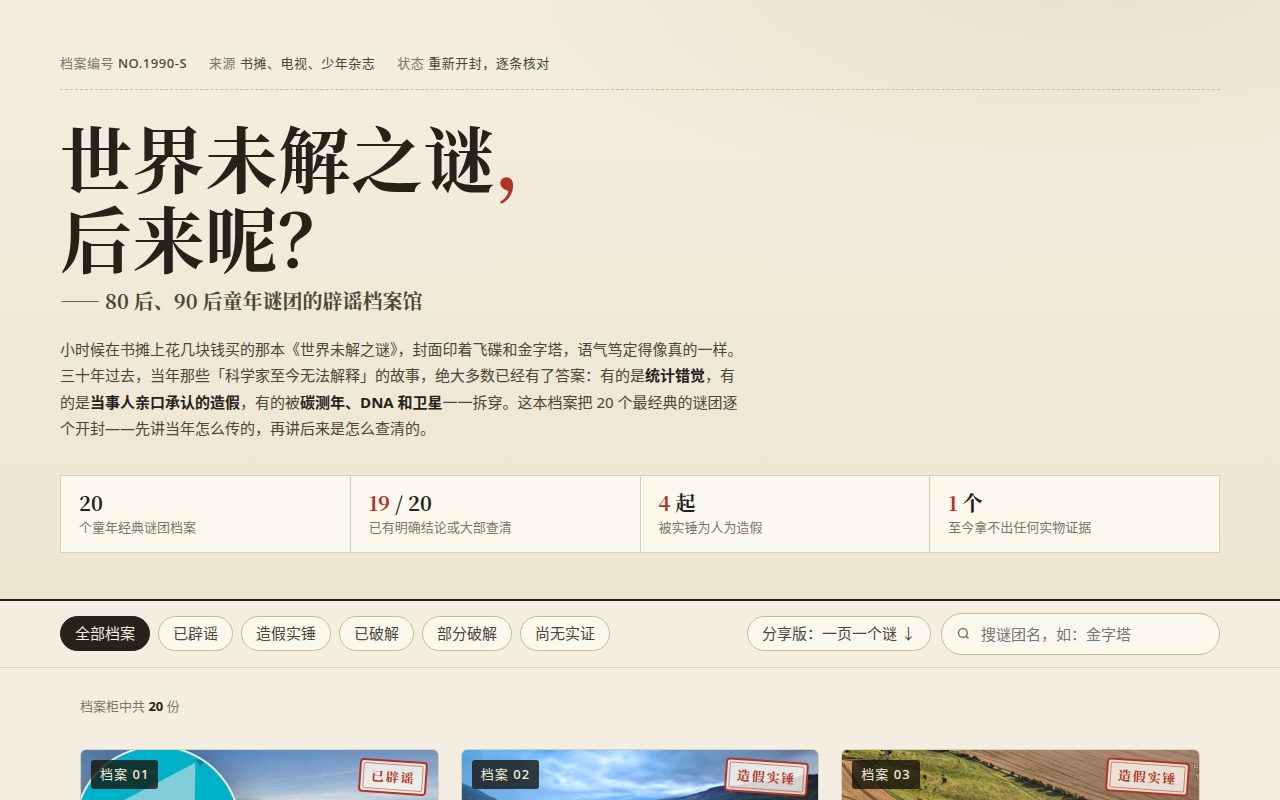 档案编号 NO.1990-S 来源 书摊、电视、少年杂志 状态 重新开封，逐条核对
世界未解之谜，
后来呢？
—— 80 后、90 后童年谜团的辟谣档案馆
小时候在书摊上花几块钱买的那本《世界未解之谜》，封面印着飞碟和金字塔，语气笃定得像真的一样。
三十年过去，当年那些「科学家至今无法解释」的故事，绝大多数已经有了答案：有的是统计错觉，有
的是当事人亲口承认的造假，有的被碳测年、DNA 和卫星一一拆穿。这本档案把 20 个最经典的谜团逐
个开封——先讲当年怎么传的，再讲后来是怎么查清的。
20
个童年经典谜团档案
19 / 20
已有明确结论或大部查清
4 起
被实锤为人为造假
1 个
至今拿不出任何实物证据
全部档案 已辟谣 造假实锤 已破解 部分破解 尚无实证 分享版：一页一个谜 ↓ 搜谜团名，如：金字塔
档案柜中共 20 份
档案 01 已辟谣
档案 02 造假实锤
档案 03 造假实锤